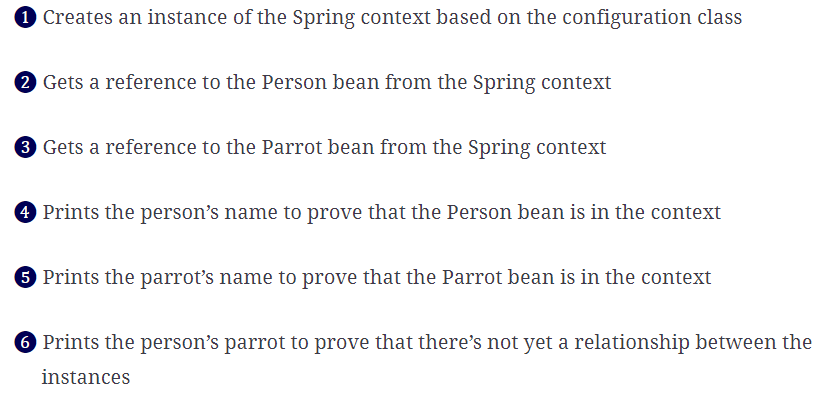 ❶ Creates an instance of the Spring context based on the configuration class
❷ Gets a reference to the Person bean from the Spring context
❸ Gets a reference to the Parrot bean from the Spring context
❹ Prints the person’s name to prove that the Person bean is in the context
❺ Prints the parrot’s name to prove that the Parrot bean is in the context
❻ Prints the person’s parrot to prove that there’s not yet a relationship between the
instances